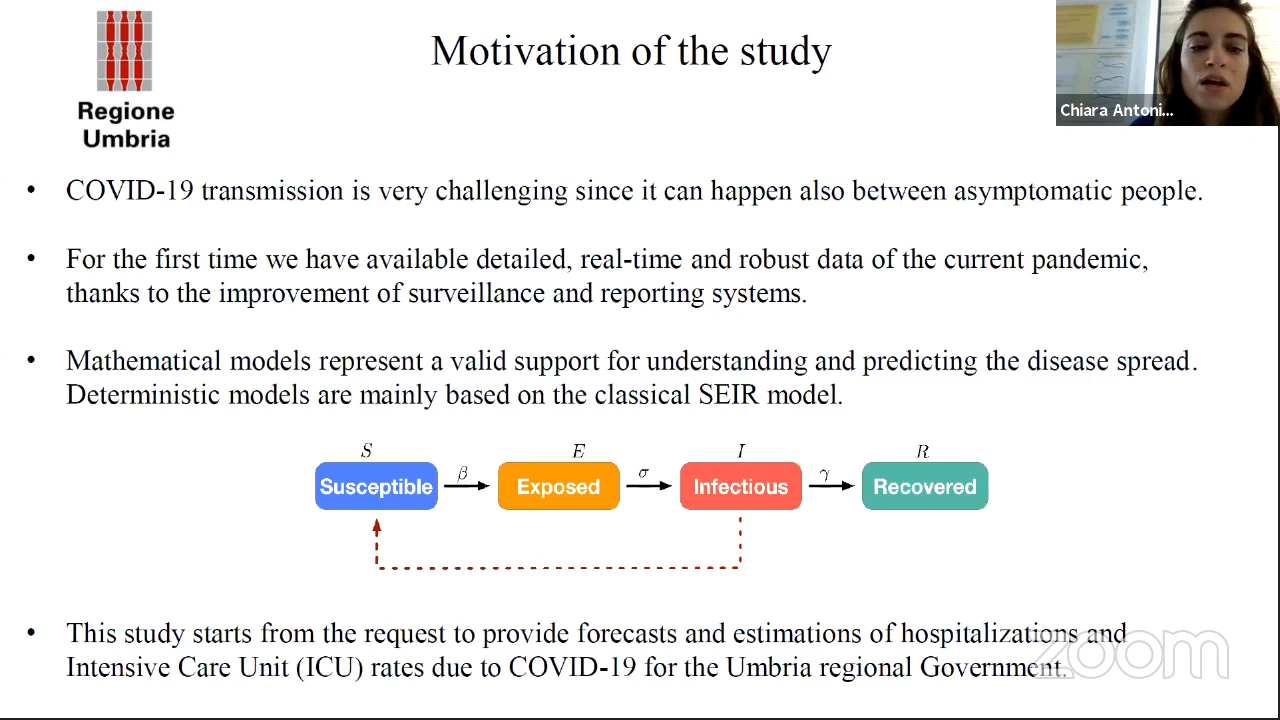 Regione
Umbria
Motivation of the study
Chiara Antoni...
• COVID-19 transmission is very challenging since it can happen also between asymptomatic people.
• For the first time we have available detailed, real-time and robust data of the current pandemic,
thanks to the improvement of surveillance and reporting systems.
• Mathematical models represent a valid support for understanding and predicting the disease spread.
Deterministic models are mainly based on the classical SEIR model.
S E I R
Susceptible β Exposed σ Infectious γ Recovered
• This study starts from the request to provide forecasts and estimations of hospitalizations and
Intensive Care Unit (ICU) rates due to COVID-19 for the Umbria regional Government.
zoom